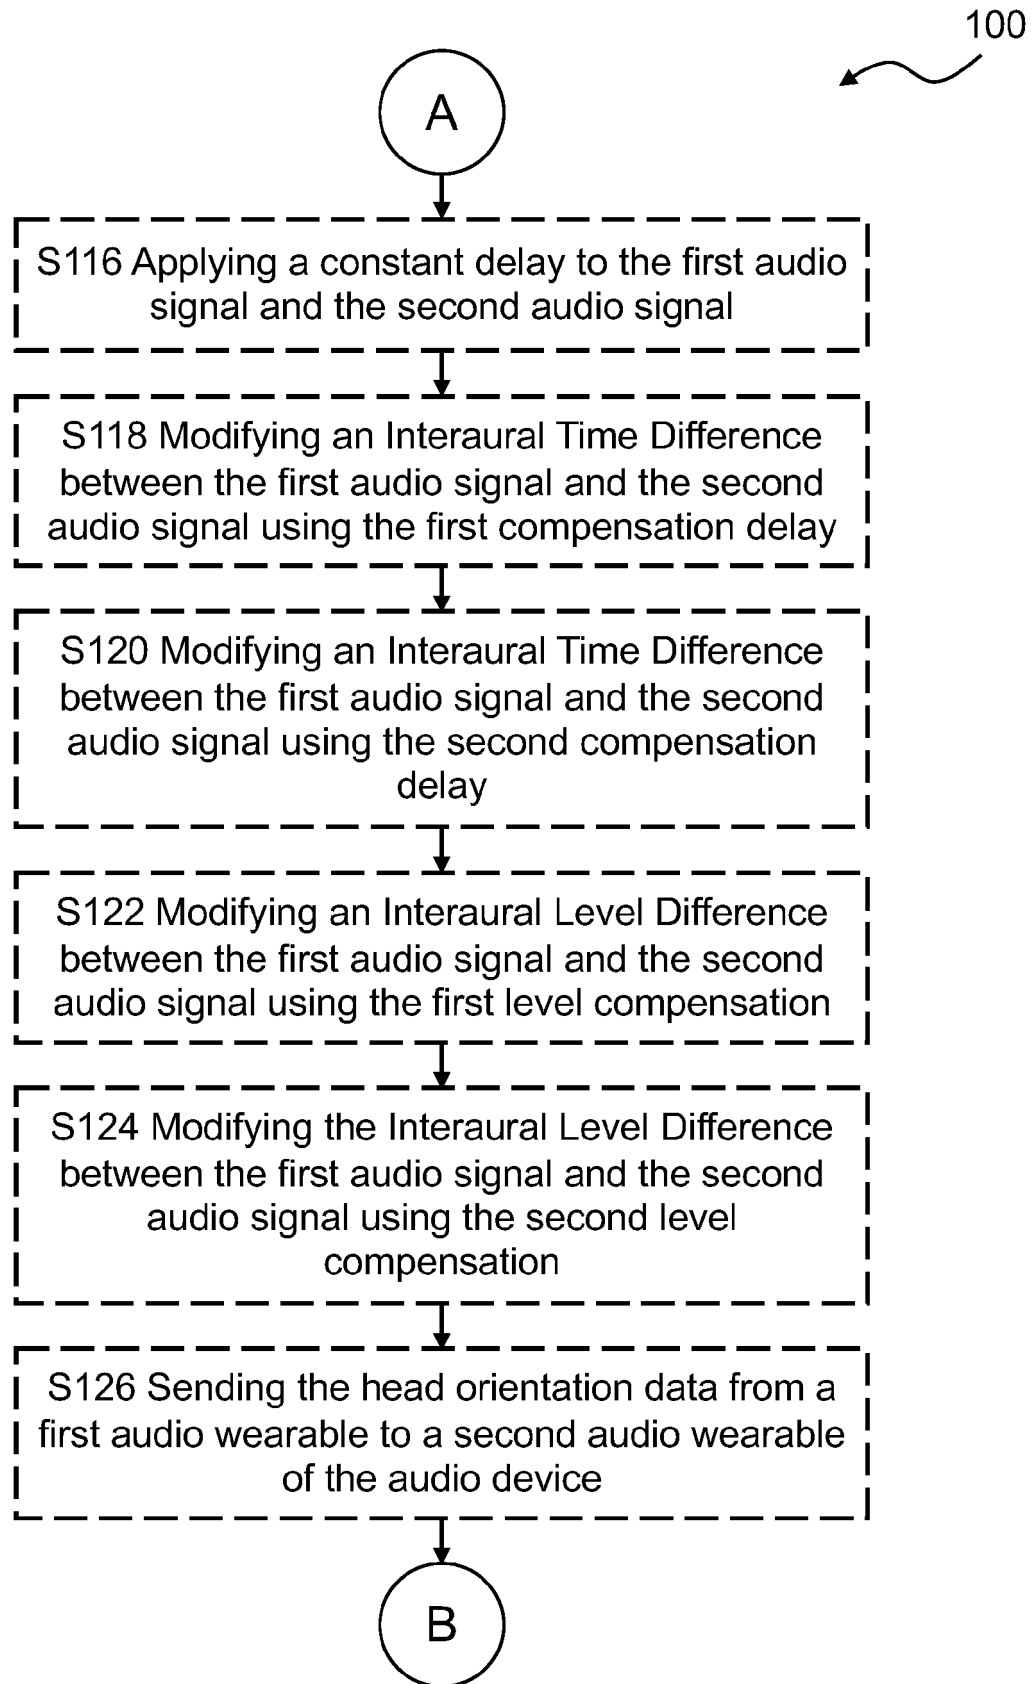 100
A
S116 Applying a constant delay to the first audio
signal and the second audio signal
S118 Modifying an Interaural Time Difference
between the first audio signal and the second
audio signal using the first compensation delay
S120 Modifying an Interaural Time Difference
between the first audio signal and the second
audio signal using the second compensation
delay
S122 Modifying an Interaural Level Difference
between the first audio signal and the second
audio signal using the first level compensation
S124 Modifying the Interaural Level Difference
between the first audio signal and the second
audio signal using the second level
compensation
S126 Sending the head orientation data from a
first audio wearable to a second audio wearable
of the audio device
B